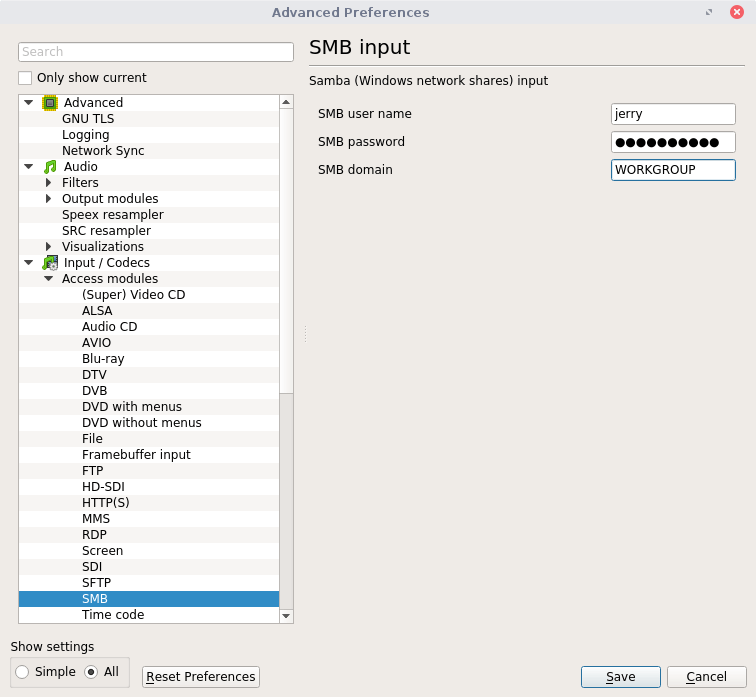 Advanced Preferences
Search
Only show current
Advanced
GNU TLS
Logging
Network Sync
Audio
Filters
Output modules
Speex resampler
SRC resampler
Visualizations
Input / Codecs
Access modules
(Super) Video CD
ALSA
Audio CD
AVIO
Blu-ray
DTV
DVB
DVD with menus
DVD without menus
File
Framebuffer input
FTP
HD-SDI
HTTP(S)
MMS
RDP
Screen
SDI
SFTP
SMB
Time code
SMB input
Samba (Windows network shares) input
SMB user name jerry
SMB password ●●●●●●●●●●
SMB domain WORKGROUP
Show settings
Simple All Reset Preferences Save Cancel